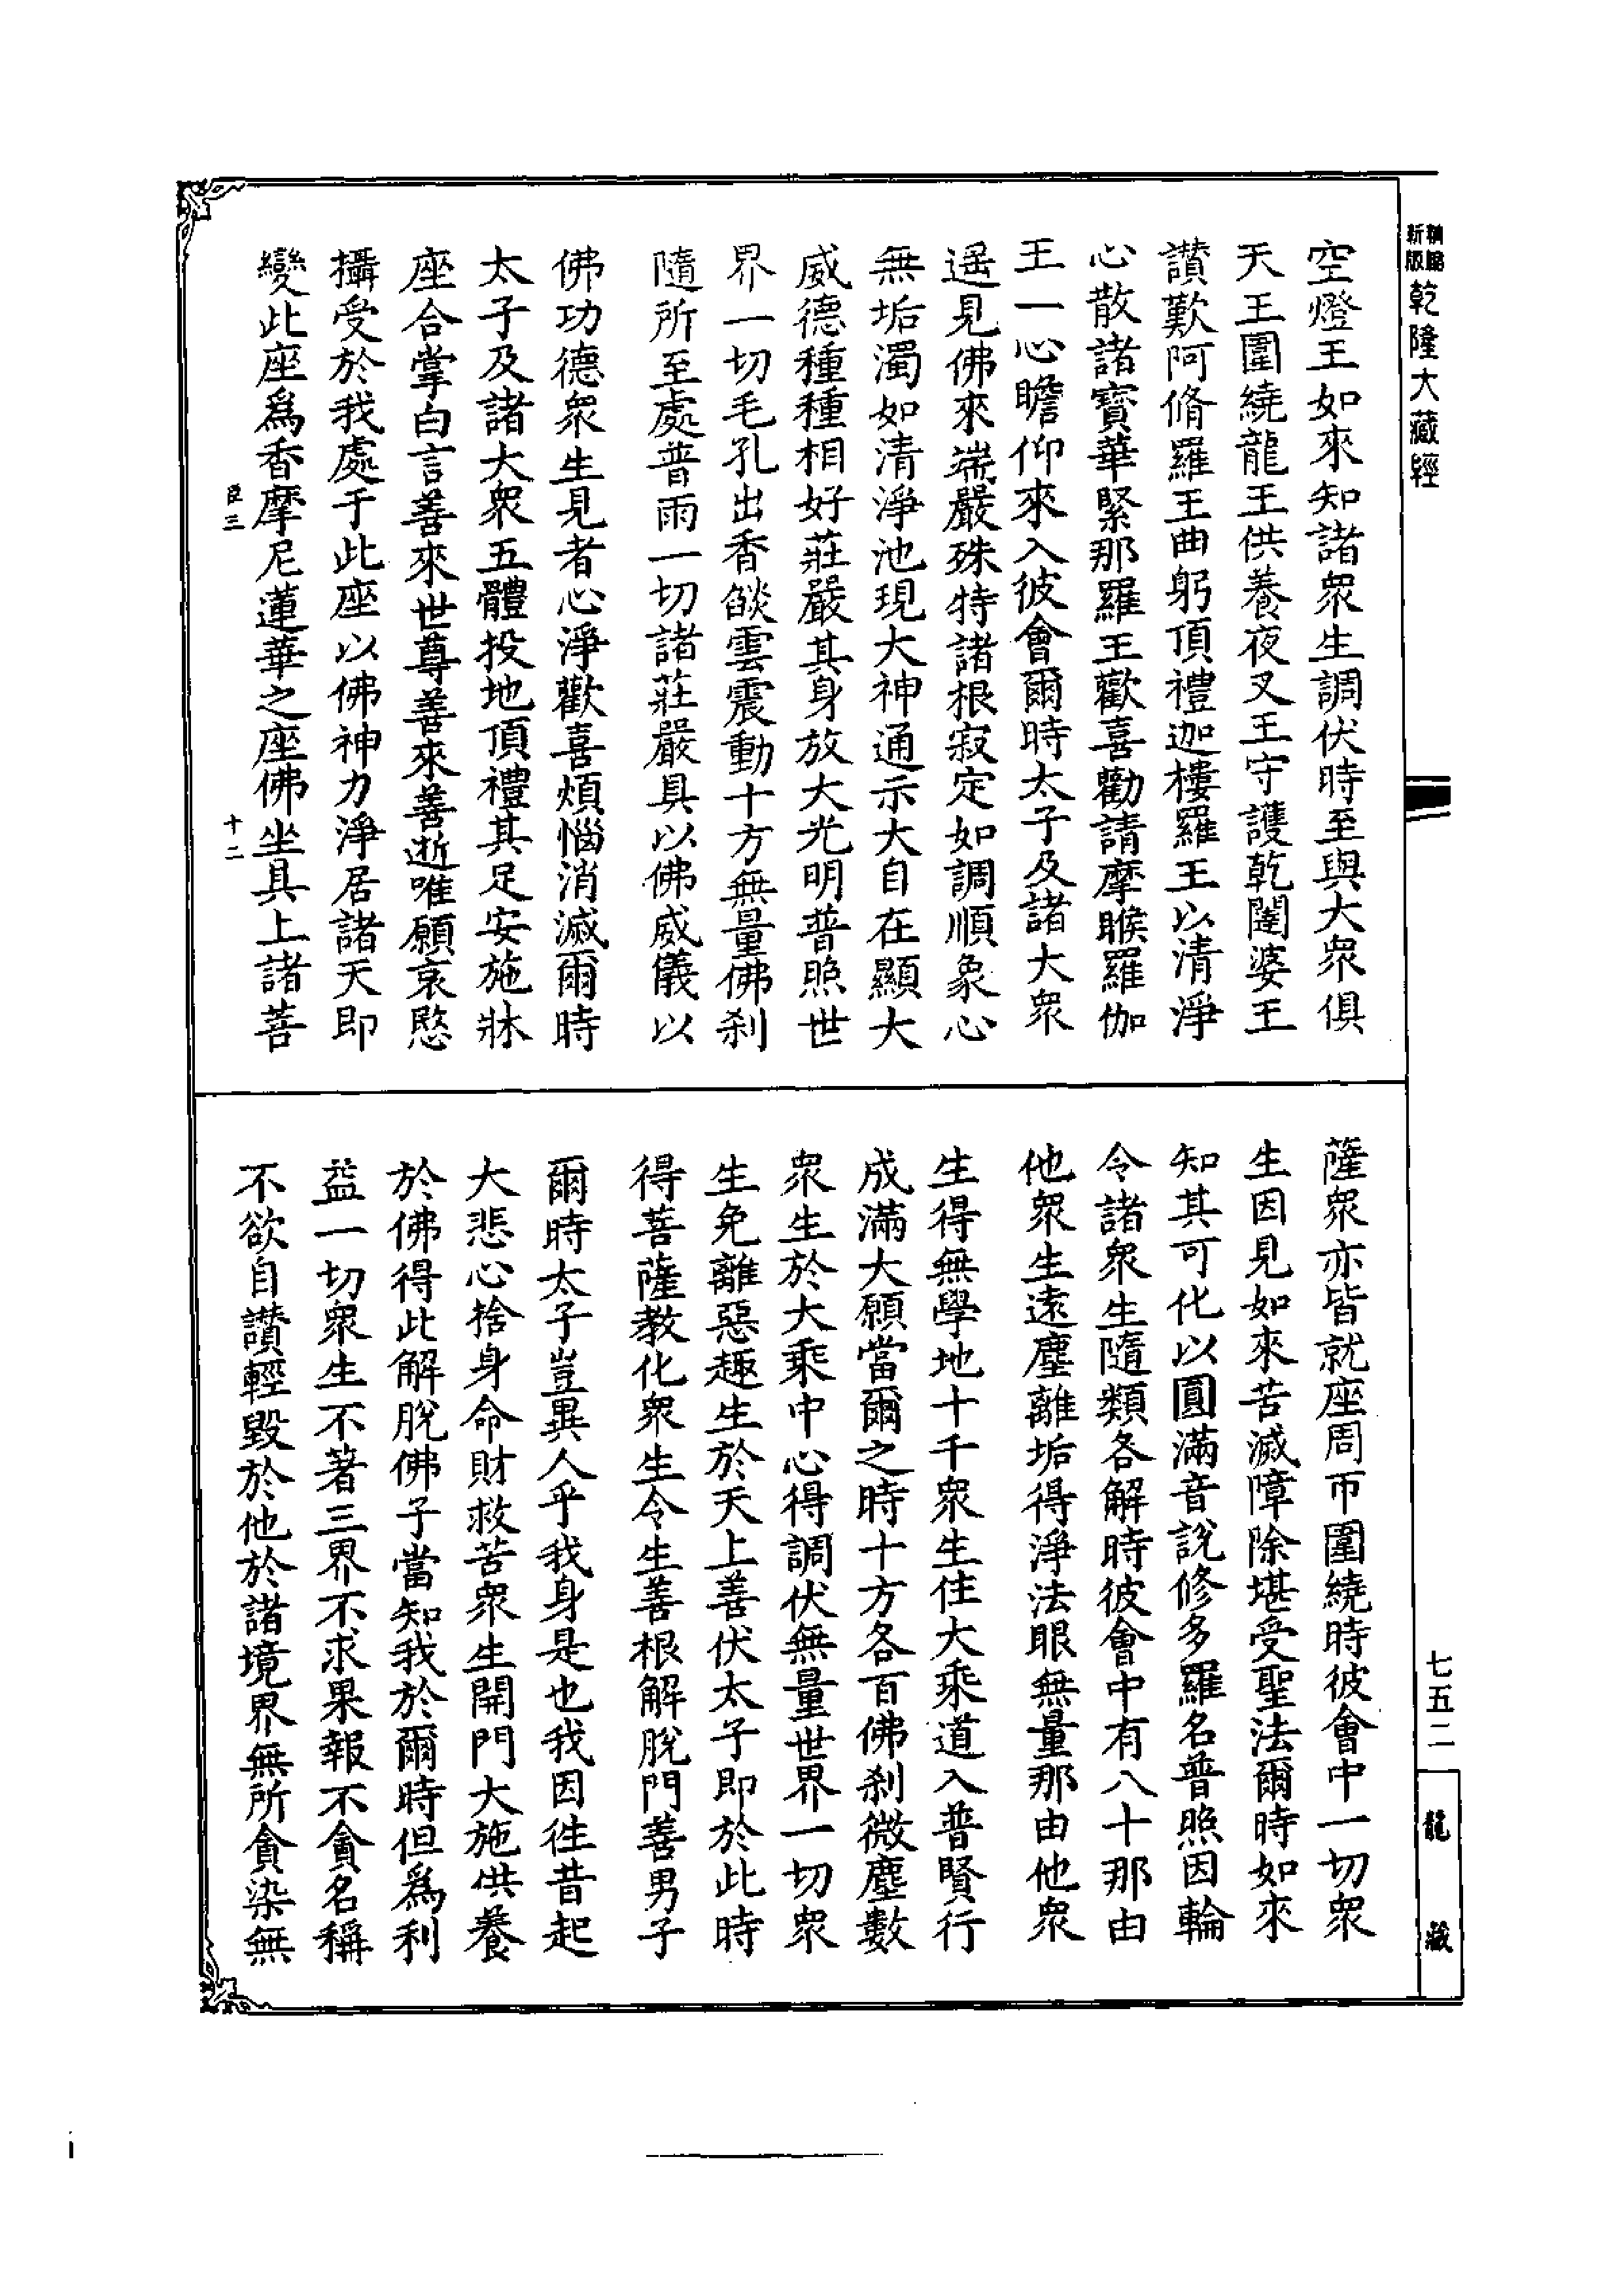 新編
縮版
乾隆大藏經
空燈王如來知諸眾生調伏時至與大眾俱
天王圍繞龍王供養夜叉王守護乾闥婆王
讚歎阿脩羅王曲躬頂禮迦樓羅王以清淨
心散諸寶華緊那羅王歡喜勸請摩睺羅伽
王一心瞻仰來入彼會爾時太子及諸大眾
遥見佛來端嚴殊特諸根寂定如調順象心
無垢濁如清淨池現大神通示大自在顯大
威德種種相好莊嚴其身放大光明普照世
界一切毛孔出香燄雲震動十方無量佛剎
隨所至處普雨一切諸莊嚴具以佛威儀以
佛功德眾生見者心淨歡喜煩惱消滅爾時
太子及諸大眾五體投地頂禮其足安施牀
座合掌白言善來世尊善來善逝唯願哀愍
攝受於我處于此座以佛神力淨居諸天即
變此座為香摩尼蓮華之座佛坐其上諸菩
臣三
十二
薩眾亦皆就座周帀圍繞時彼會中一切眾
生因見如來苦滅障除堪受聖法爾時如來
知其可化以圓滿音說修多羅名普照因輪
令諸眾生隨類各解時彼會中有八十那由
他眾生遠塵離垢得淨法眼無量那由他眾
生得無學地十千眾生住大乘道入普賢行
成滿大願當爾之時十方各百佛剎微塵數
眾生於大乘中心得調伏無量世界一切眾
生免離惡趣生於天上善伏太子即於此時
得菩薩教化眾生令生善根解脫門善男子
爾時太子豈異人乎我身是也我因往昔起
大悲心捨身命財救苦眾生開門大施供養
於佛得此解脫佛子當知我於爾時但為利
益一切眾生不著三界不求果報不貪名稱
不欲自讚輕毀於他於諸境界無所貪染無
七五二
龍藏